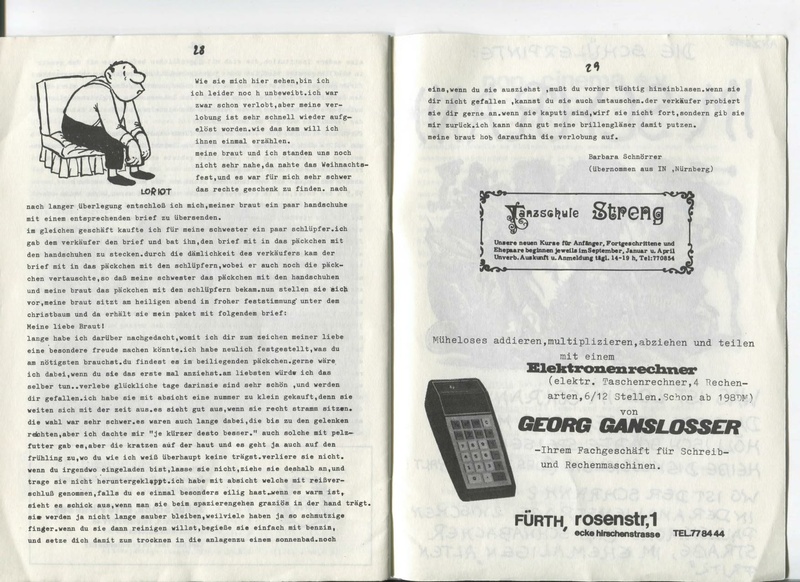 28
Wie sie mich hier sehen,bin ich
ich leider noc h unbeweibt.ich war
zwar schon verlobt,aber meine ver-
lobung ist sehr schnell wieder aufg-
elöst worden.wie das kam will ich
ihnen einmal erzählen.
meine braut und ich standen uns noch
nicht sehr nahe,da nahte das Weihnachts-
fest,und es war für mich sehr schwer
das rechte geschenk zu finden. nach
LORIOT
nach langer überlegung entschloß ich mich,meiner braut ein paar handschuhe
mit einem entsprechenden brief zu übersenden.
im gleichen geschäft kaufte ich für meine schwester ein paar schlüpfer.ich
gab dem verkäufer den brief und bat ihn,den brief mit in das päckchen mit
den handschuhen zu stecken.durch die dämlichkeit des verkäufers kam der
brief mit in das päckchen mit den schlüpfern,wobei er auch noch die päck-
chen vertauschte,so daß meine schwester das päckchen mit den handschuhen
und meine braut das päckchen mit den schlüpfern bekam.nun stellen sie sich
vor,meine braut sitzt am heiligen abend in froher feststimung unter dem
christbaum und da erhält sie mein paket mit folgendem brief:
Meine liebe Braut!
lange habe ich darüber nachgedacht,womit ich dir zum zeichen meiner liebe
eine besondere freude machen könnte.ich habe neulich festgestellt,was du
am nötigsten brauchst.du findest es im beiliegenden päckchen.gerne wäre
ich dabei,wenn du sie das erste mal anziehst.am liebsten würde ich das
selber tun..verlebe glückliche tage darinsie sind sehr schön ,und werden
dir gefallen.ich habe sie mit absicht eine nummer zu klein gekauft,denn sie
weiten sich mit der zeit aus.es sieht gut aus,wenn sie recht stramm sitzen.
die wahl war sehr schwer.es waren auch lange dabei,die bis zu den gelenken
reichten,aber ich dachte mir "je kürzer desto besser." auch solche mit pelz-
futter gab es,aber die kratzen auf der haut und es geht ja auch auf den
frühling zu,wo du wie ich weiß überhaupt keine trägst.verliere sie nicht.
wenn du irgendwo eingeladen bist,lasse sie nicht,ziehe sie deshalb an,und
trage sie nicht heruntergeklappt.ich habe mit absicht welche mit reißver-
schluß genommen,falls du es einmal besonders eilig hast.wenn es warm ist,
sieht es schick aus,wenn man sie beim spazierengehen graziös in der hand trägt.
sie werden ja nicht lange sauber bleiben,weilviele haben ja so schmutzige
finger.wenn du sie dann reinigen willst,begieße sie einfach mit benzin,
und setze dich damit zum trocknen in die anlagenzu einem sonnenbad.noch
29
eins,wenn du sie ausziehst ,mußt du vorher tüchtig hineinblasen.wenn sie
dir nicht gefallen ,kannst du sie auch umtauschen.der verkäufer probiert
sie dir gerne an.wenn sie kaputt sind,wirf sie nicht fort,sondern gib sie
mir zurück.ich kann dann gut meine brillengläser damit putzen.
meine braut hob daraufhin die verlobung auf.
Barbara Schnörrer
(Übernommen aus IN ,Nürnberg)
Tanzschule Streng
Unsere neuen Kurse für Anfänger, Fortgeschrittene und
Ehepaare beginnen jeweils im September, Januar u. April
Unverb. Auskunft u. Anmeldung tägl. 14-19 h, Tel: 770854
Müheloses addieren,multiplizieren,abziehen und teilen
mit einem
Elektronenrechner
(elektr. Taschenrechner,4 Rechen-
arten,6/12 Stellen.Schon ab 198DM)
von
GEORG GANSLOSSER
-Ihrem Fachgeschäft für Schreib-
und Rechenmaschinen.
FÜRTH, rosenstr,1
ecke hirschenstrasse TEL.778444